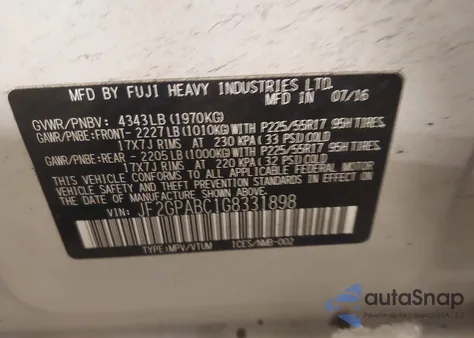 MFD BY FUJI HEAVY INDUSTRIES LTD.
MFD IN 07/16
GVWR/PNBV: 4343LB (1970KG)
GAWR/PNBE: FRONT- 2227LB (1010KG) WITH P225/55R17 95H TIRES,
17X7J RIMS AT 230 KPA (33 PSI) COLD
GAWR/PNBE: REAR - 2205LB (1000KG) WITH P225/55R17 95H TIRES,
17X7J RIMS AT 220 KPA (32 PSI) COLD
THIS VEHICLE CONFORMS TO ALL APPLICABLE FEDERAL MOTOR
VEHICLE SAFETY AND THEFT PREVENTION STANDARDS IN EFFECT
ON THE DATE OF MANUFACTURE SHOWN ABOVE.
VIN: JF2GPABC1G8331898
TYPE:MPV/VTUM ICES/NMB-002
autoSnap